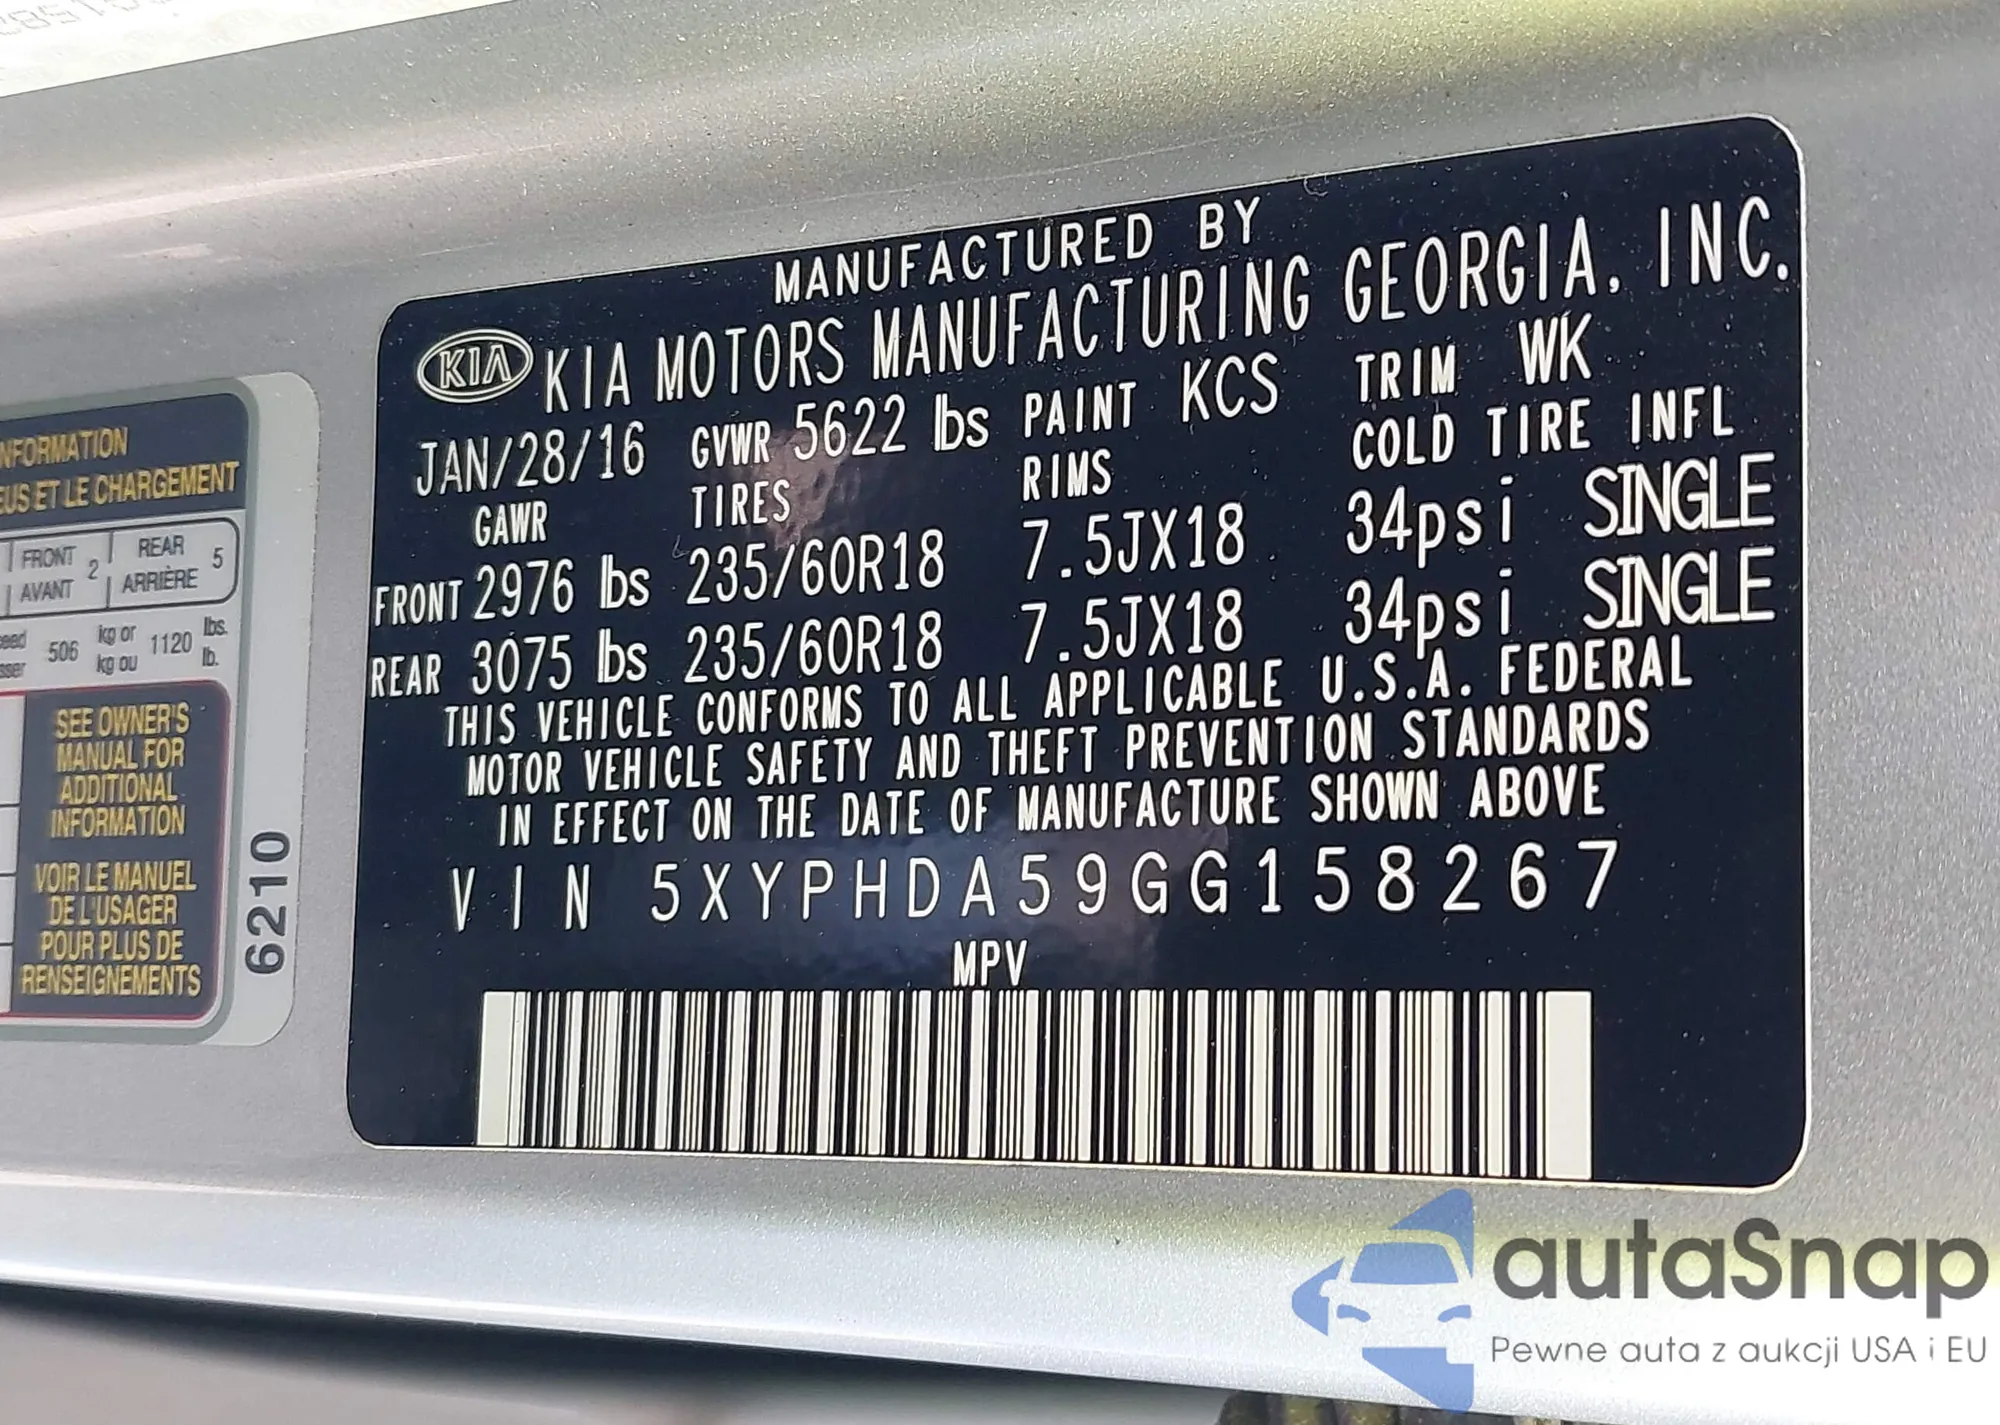 MANUFACTURED BY
KIA KIA MOTORS MANUFACTURING GEORGIA, INC.
JAN/28/16 GVWR 5622 lbs PAINT KCS TRIM WK
GAWR TIRES RIMS COLD TIRE INFL
FRONT 2976 lbs 235/60R18 7.5JX18 34psi SINGLE
REAR 3075 lbs 235/60R18 7.5JX18 34psi SINGLE
THIS VEHICLE CONFORMS TO ALL APPLICABLE U.S.A. FEDERAL
MOTOR VEHICLE SAFETY AND THEFT PREVENTION STANDARDS
IN EFFECT ON THE DATE OF MANUFACTURE SHOWN ABOVE
VIN 5XYPHDA59GG158267
MPV
ET LE CHARGEMENT
FRONT 2 REAR 5
AVANT ARRIÈRE
506 kg or 1120 lbs.
kg ou lb.
SEE OWNER'S
MANUAL FOR
ADDITIONAL
INFORMATION
VOIR LE MANUEL
DE L'USAGER
POUR PLUS DE
RENSEIGNEMENTS
6210
autaSnap
Pewne auta z aukcji USA i EU